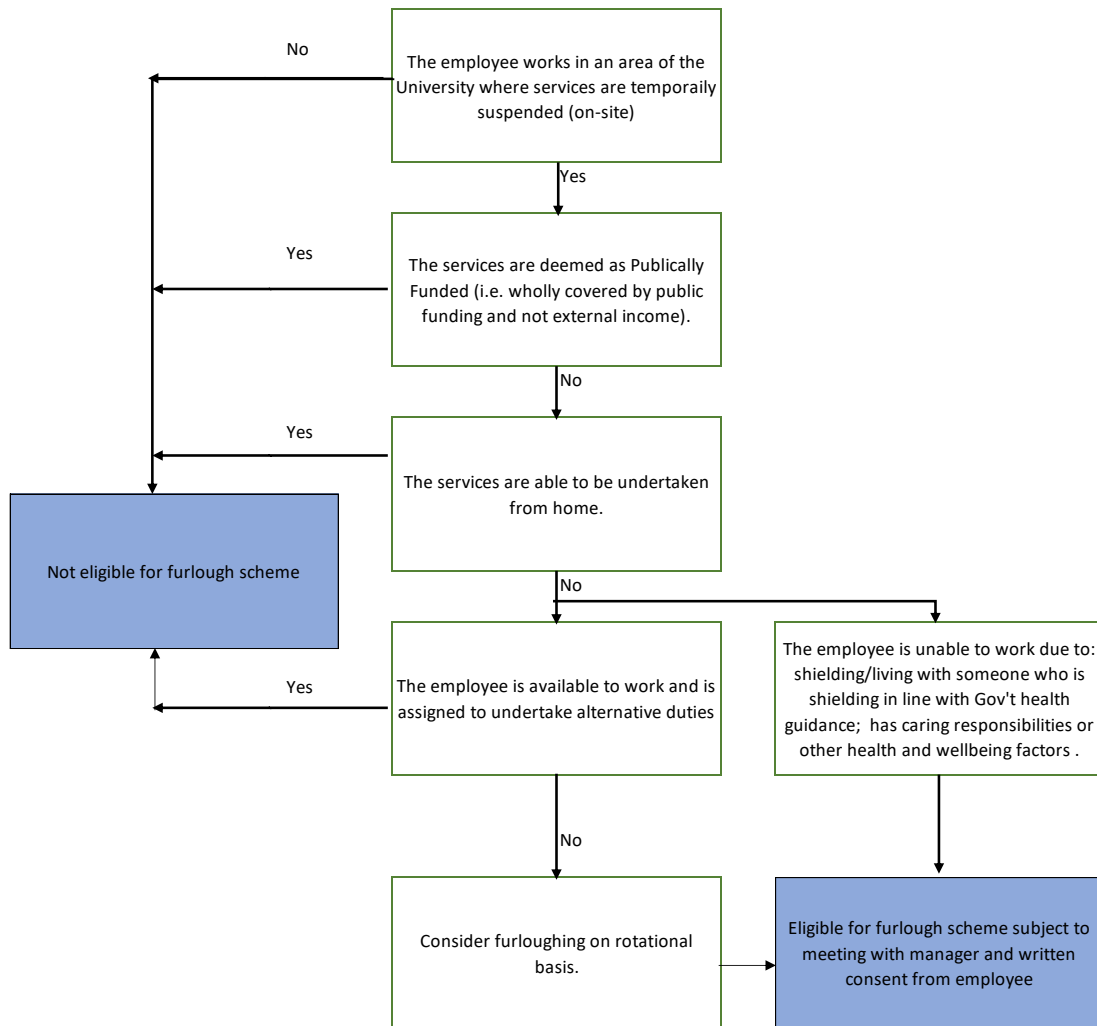 No
The employee works in an area of the
University where services are temporaily
suspended (on-site)
Yes
Yes
The services are deemed as Publically
Funded (i.e. wholly covered by public
funding and not external income).
No
Yes
The services are able to be undertaken
from home.
Not eligible for furlough scheme
No
Yes
The employee is available to work and is
assigned to undertake alternative duties
The employee is unable to work due to:
shielding/living with someone who is
shielding in line with Gov't health
guidance;  has caring responsibilities or
other health and wellbeing factors .
No
Consider furloughing on rotational
basis.
Eligible for furlough scheme subject to
meeting with manager and written
consent from employee